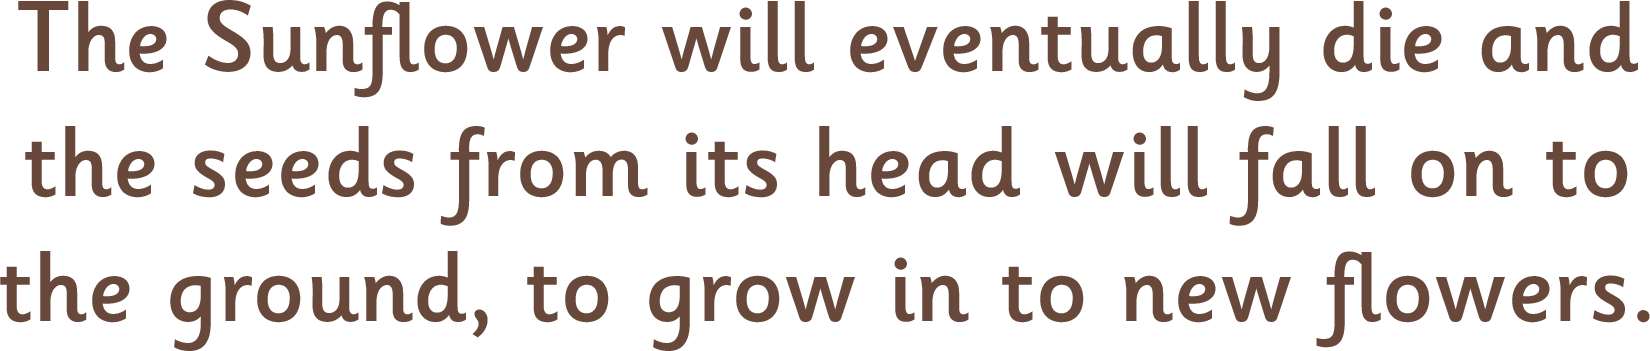 The Sunflower will eventually die and
the seeds from its head will fall on to
the ground, to grow in to new flowers.